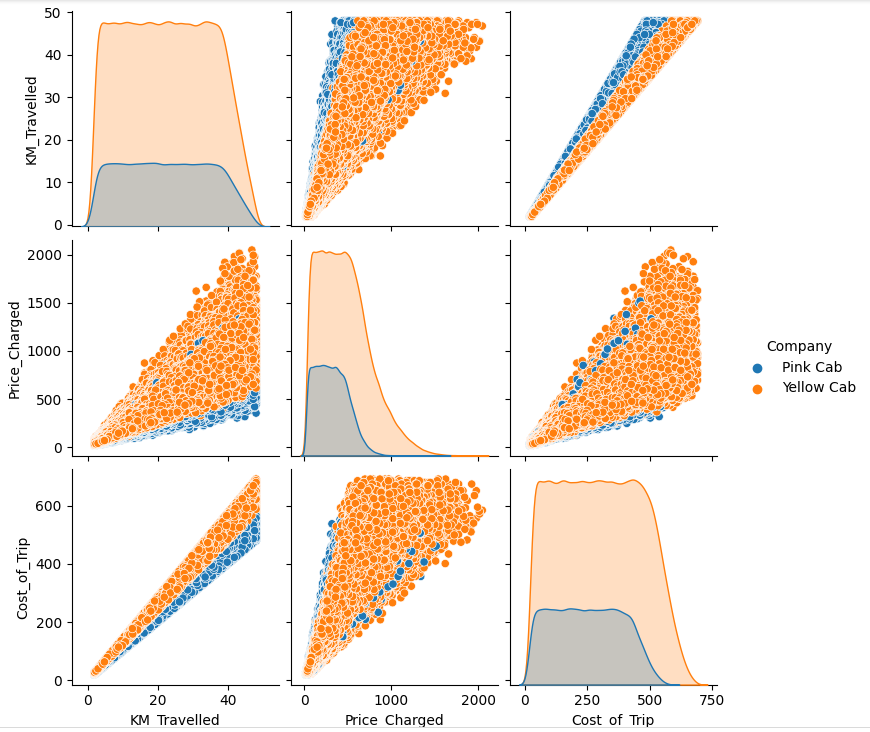 50
40
30
20
10
0
KM_Travelled
2000
1500
1000
500
0
Price_Charged
Company
Pink Cab
Yellow Cab
600
400
200
0
Cost_of_Trip
0 20 40
KM_Travelled
0 1000 2000
Price_Charged
0 250 500 750
Cost_of_Trip